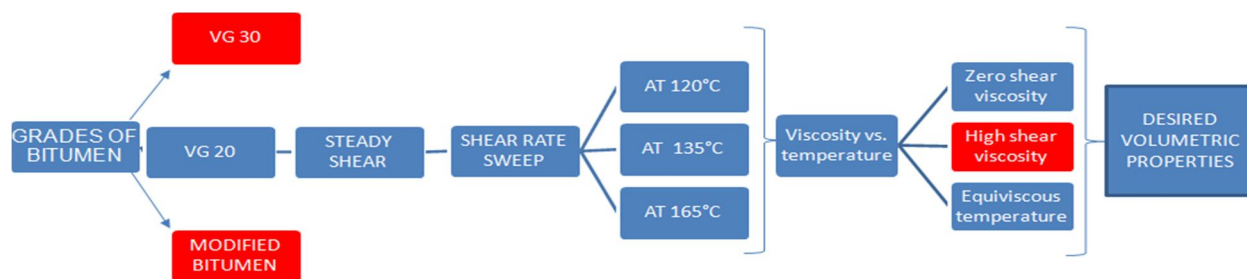 GRADES OF
BITUMEN
VG 30
VG 20
MODIFIED
BITUMEN
STEADY
SHEAR
SHEAR RATE
SWEEP
AT 120°C
AT 135°C
AT 165°C
Viscosity vs.
temperature
Zero shear
viscosity
High shear
viscosity
Equiviscous
temperature
DESIRED
VOLUMETRIC
PROPERTIES